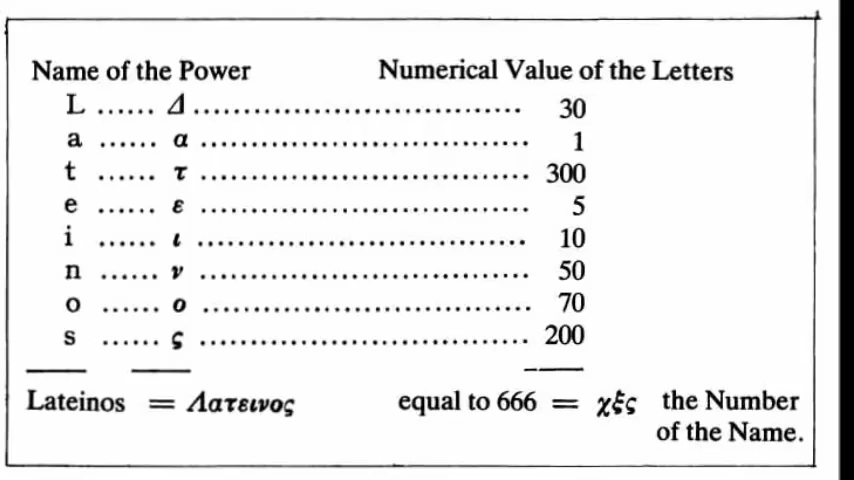 Name of the Power Numerical Value of the Letters
L ...... Δ ................................. 30
a ...... α ................................. 1
t ...... τ ................................. 300
e ...... ε ................................. 5
i ...... ι ................................. 10
n ...... ν ................................. 50
o ...... ο ................................. 70
s ...... ς ................................. 200
Lateinos = Λατεινος equal to 666 = χξς the Number
of the Name.